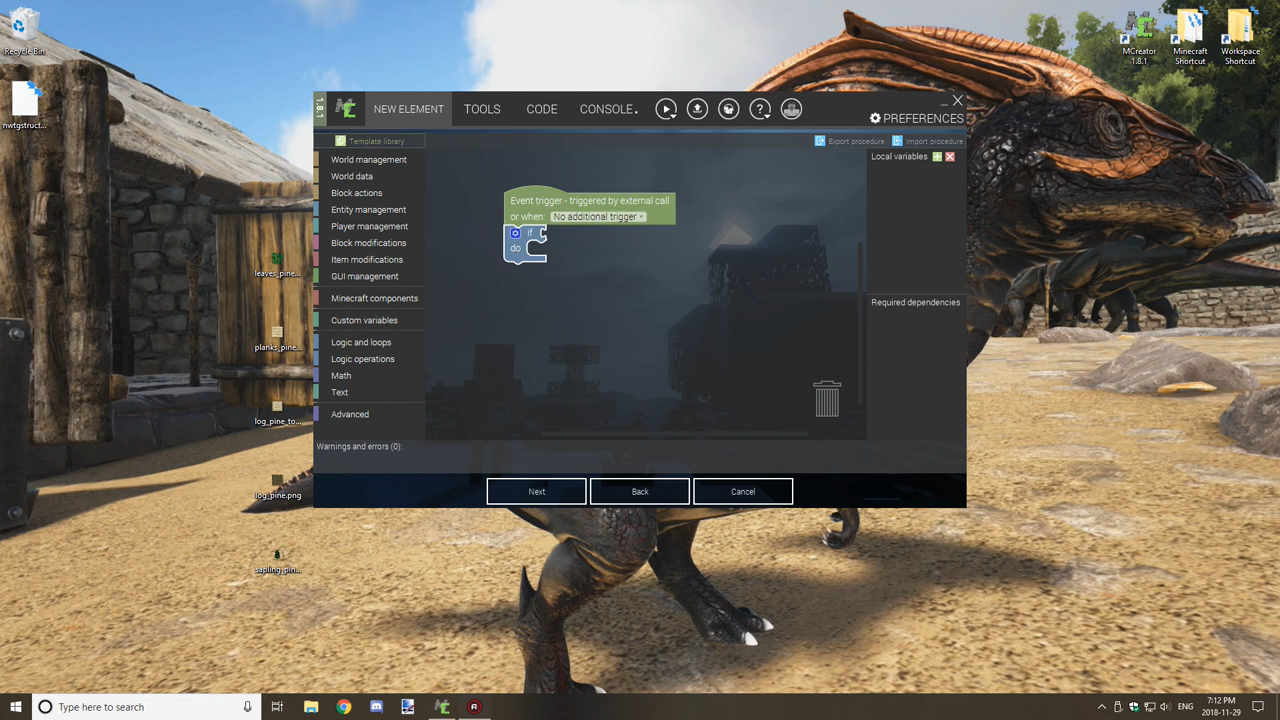 Recycle Bin
nwtgstruct...
MCreator
1.8.1
Minecraft
Shortcut
Workspace
Shortcut
1.8.1
NEW ELEMENT
TOOLS
CODE
CONSOLE
PREFERENCES
Template library
Export procedure
Import procedure
World management
World data
Block actions
Entity management
Player management
Block modifications
Item modifications
GUI management
Minecraft components
Custom variables
Logic and loops
Logic operations
Math
Text
Advanced
Event trigger - triggered by external call
or when: No additional trigger
if
do
Local variables
Required dependencies
Warnings and errors (0):
Next
Back
Cancel
leaves_pine...
planks_pine...
log_pine_to...
log_pine.png
sapling_pin...
Type here to search
ENG
7:12 PM
2018-11-29